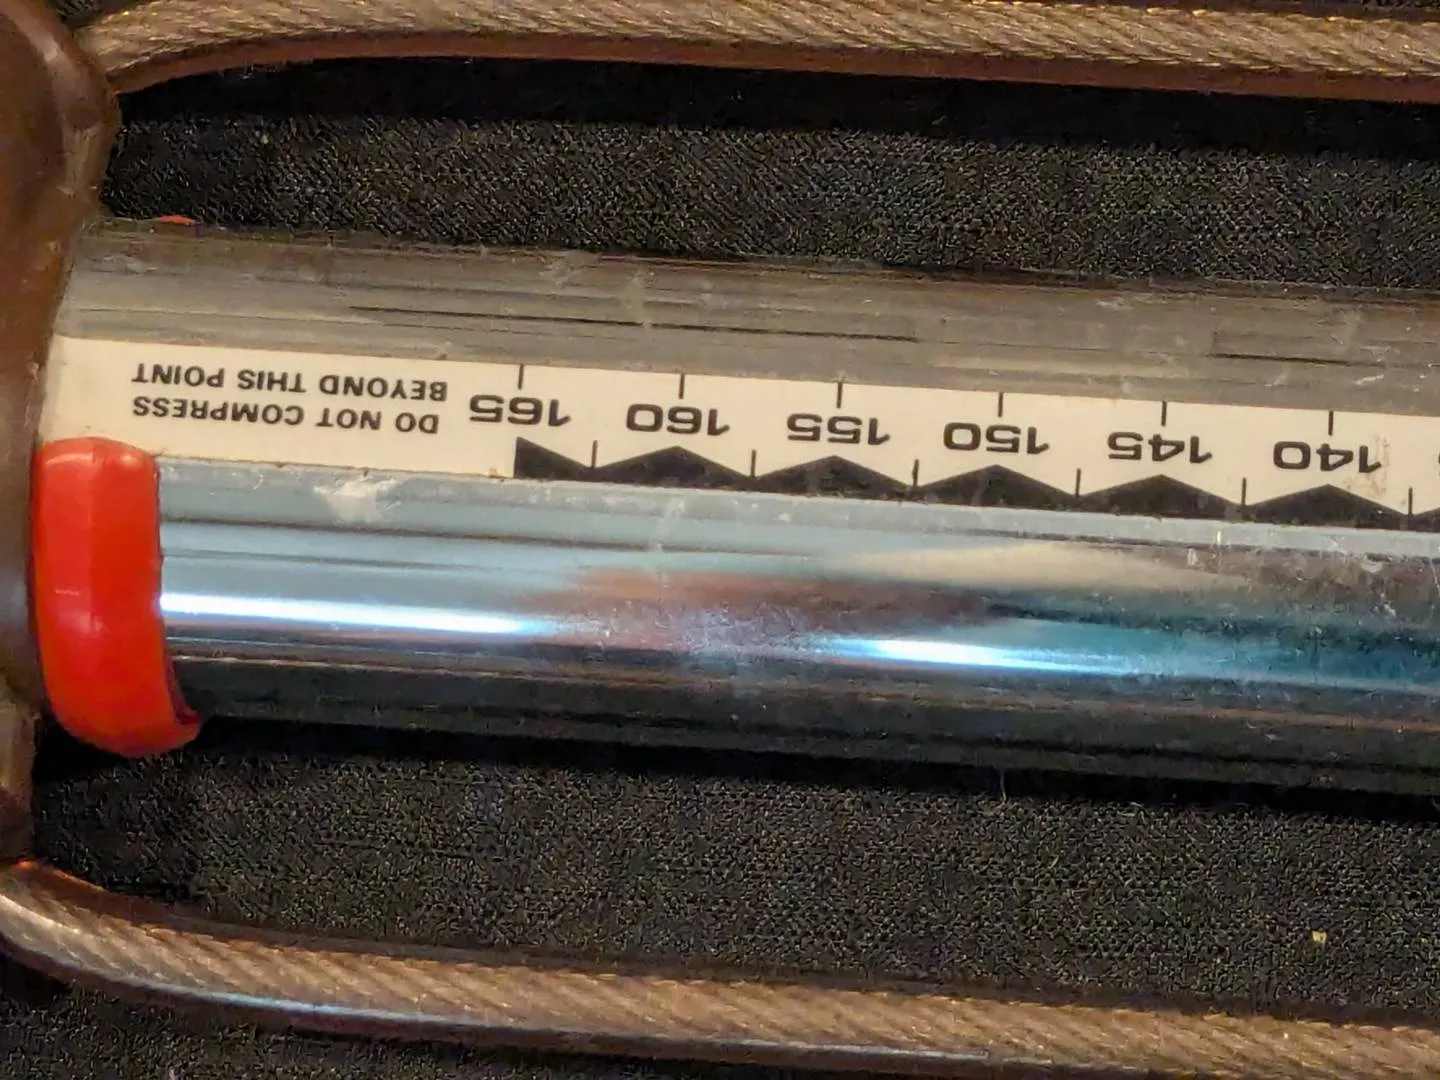 DO NOT COMPRESS
BEYOND THIS POINT
140 145 150 155 160 165